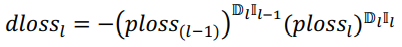 dloss_l = −(ploss_(l−1))^{𝔻_l 𝕀_{l−1}} (ploss_l)^{𝔻_l 𝕀_l}